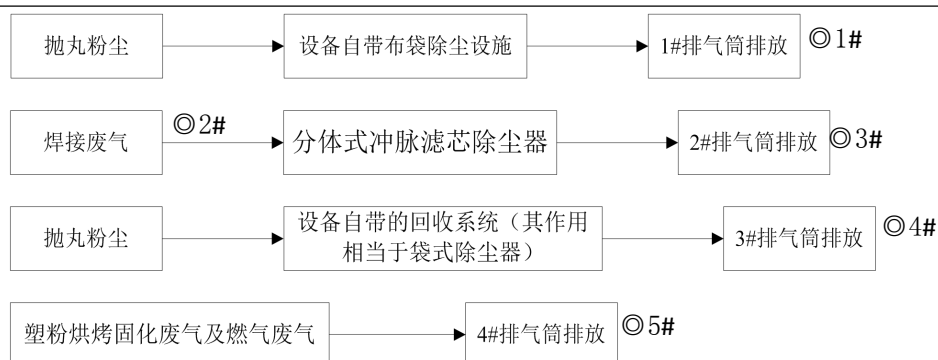 抛丸粉尘 设备自带布袋除尘设施 1#排气筒排放 ◎1#
焊接废气 ◎2# 分体式冲脉滤芯除尘器 2#排气筒排放 ◎3#
抛丸粉尘 设备自带的回收系统（其作用
相当于袋式除尘器） 3#排气筒排放 ◎4#
塑粉烘烤固化废气及燃气废气 4#排气筒排放 ◎5#